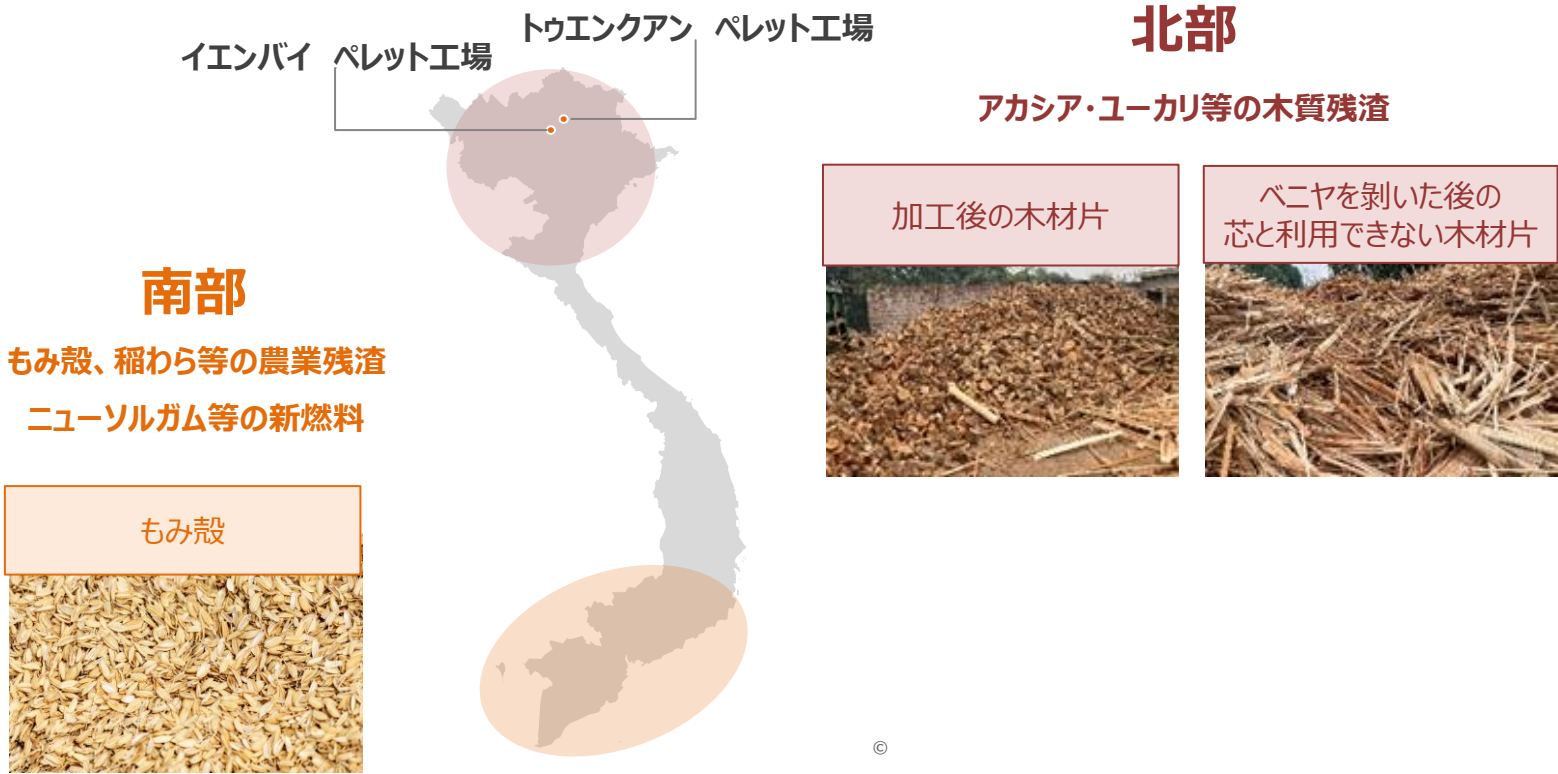 イエンバイ ペレット工場
トゥエンクアン ペレット工場
北部
アカシア・ユーカリ等の木質残渣
加工後の木材片
ベニヤを剝いた後の
芯と利用できない木材片
南部
もみ殻、稲わら等の農業残渣
ニューソルガム等の新燃料
もみ殻
©